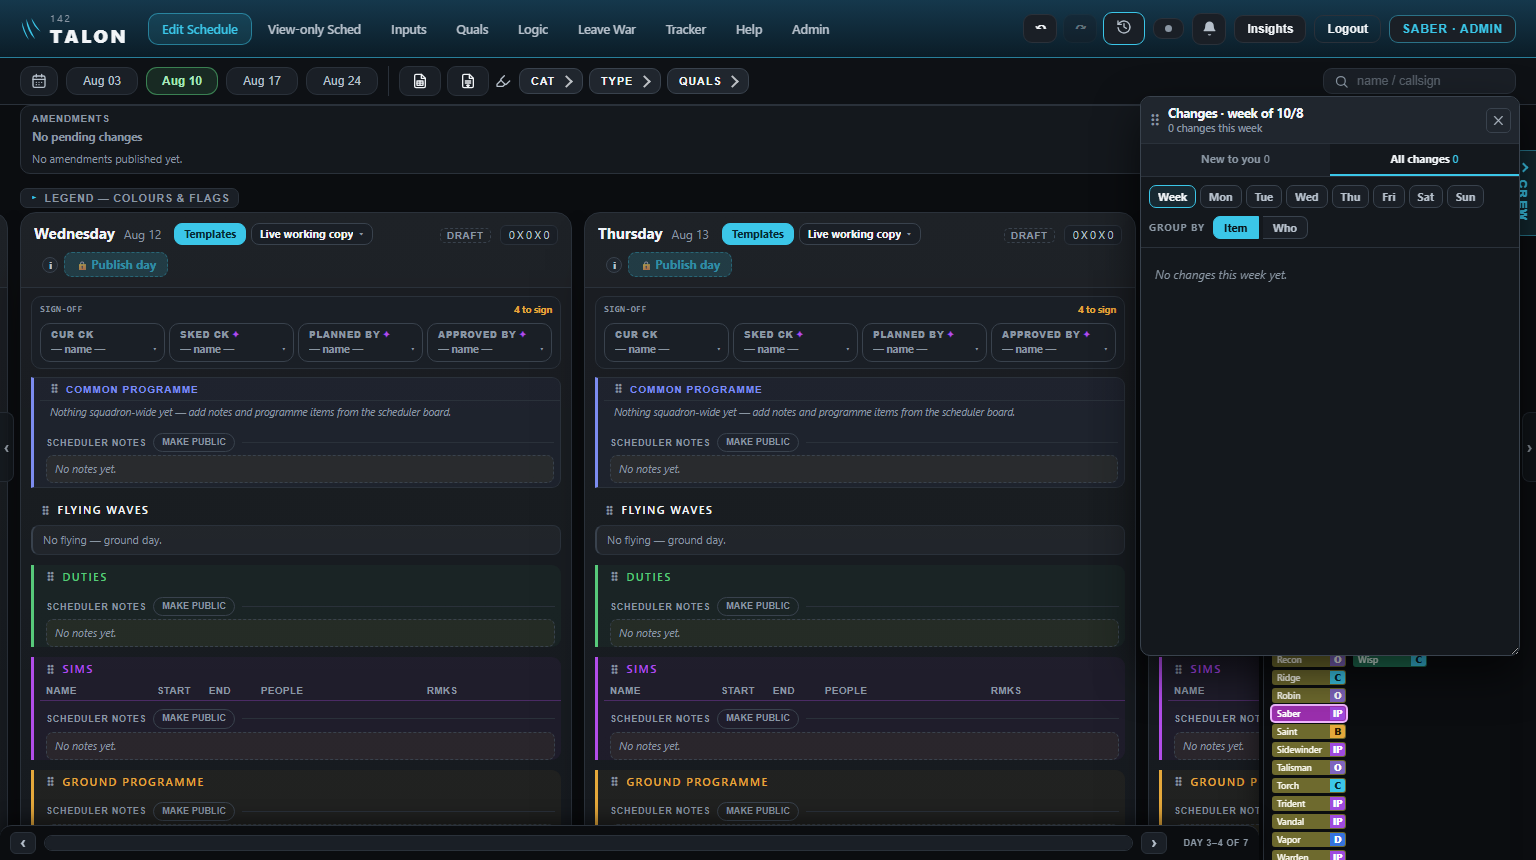 142
TALON
Edit Schedule
View-only Sched
Inputs
Quals
Logic
Leave War
Tracker
Help
Admin
Insights
Logout
SABER · ADMIN
Aug 03
Aug 10
Aug 17
Aug 24
CAT
TYPE
QUALS
name / callsign
AMENDMENTS
No pending changes
No amendments published yet.
LEGEND — COLOURS & FLAGS
Wednesday Aug 12 Templates Live working copy DRAFT 0X0X0
i Publish day
SIGN-OFF 4 to sign
CUR CK SKED CK PLANNED BY APPROVED BY
— name — — name — — name — — name —
COMMON PROGRAMME
Nothing squadron-wide yet — add notes and programme items from the scheduler board.
SCHEDULER NOTES MAKE PUBLIC
No notes yet.
FLYING WAVES
No flying — ground day.
DUTIES
SCHEDULER NOTES MAKE PUBLIC
No notes yet.
SIMS
NAME START END PEOPLE RMKS
SCHEDULER NOTES MAKE PUBLIC
No notes yet.
GROUND PROGRAMME
SCHEDULER NOTES MAKE PUBLIC
Thursday Aug 13 Templates Live working copy DRAFT 0X0X0
i Publish day
SIGN-OFF 4 to sign
CUR CK SKED CK PLANNED BY APPROVED BY
— name — — name — — name — — name —
COMMON PROGRAMME
Nothing squadron-wide yet — add notes and programme items from the scheduler board.
SCHEDULER NOTES MAKE PUBLIC
No notes yet.
FLYING WAVES
No flying — ground day.
DUTIES
SCHEDULER NOTES MAKE PUBLIC
No notes yet.
SIMS
NAME START END PEOPLE RMKS
SCHEDULER NOTES MAKE PUBLIC
No notes yet.
GROUND PROGRAMME
SCHEDULER NOTES MAKE PUBLIC
SIMS
NAME
SCHEDULER NOT
No notes yet.
GROUND P
SCHEDULER NOT
Changes · week of 10/8
0 changes this week
New to you 0
All changes 0
Week Mon Tue Wed Thu Fri Sat Sun
GROUP BY Item Who
No changes this week yet.
CREW
Recon O
Wisp C
Ridge C
Robin O
Saber IP
Saint B
Sidewinder IP
Talisman O
Torch C
Trident IP
Vandal IP
Vapor D
Warden IP
DAY 3–4 OF 7